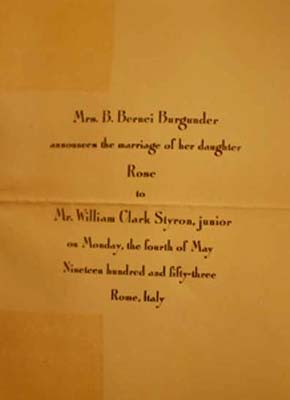 Mrs. B. Bernei Burgunder
announces the marriage of her daughter
Rose
to
Mr. William Clark Styron, junior
on Monday, the fourth of May
Nineteen hundred and fifty-three
Rome, Italy